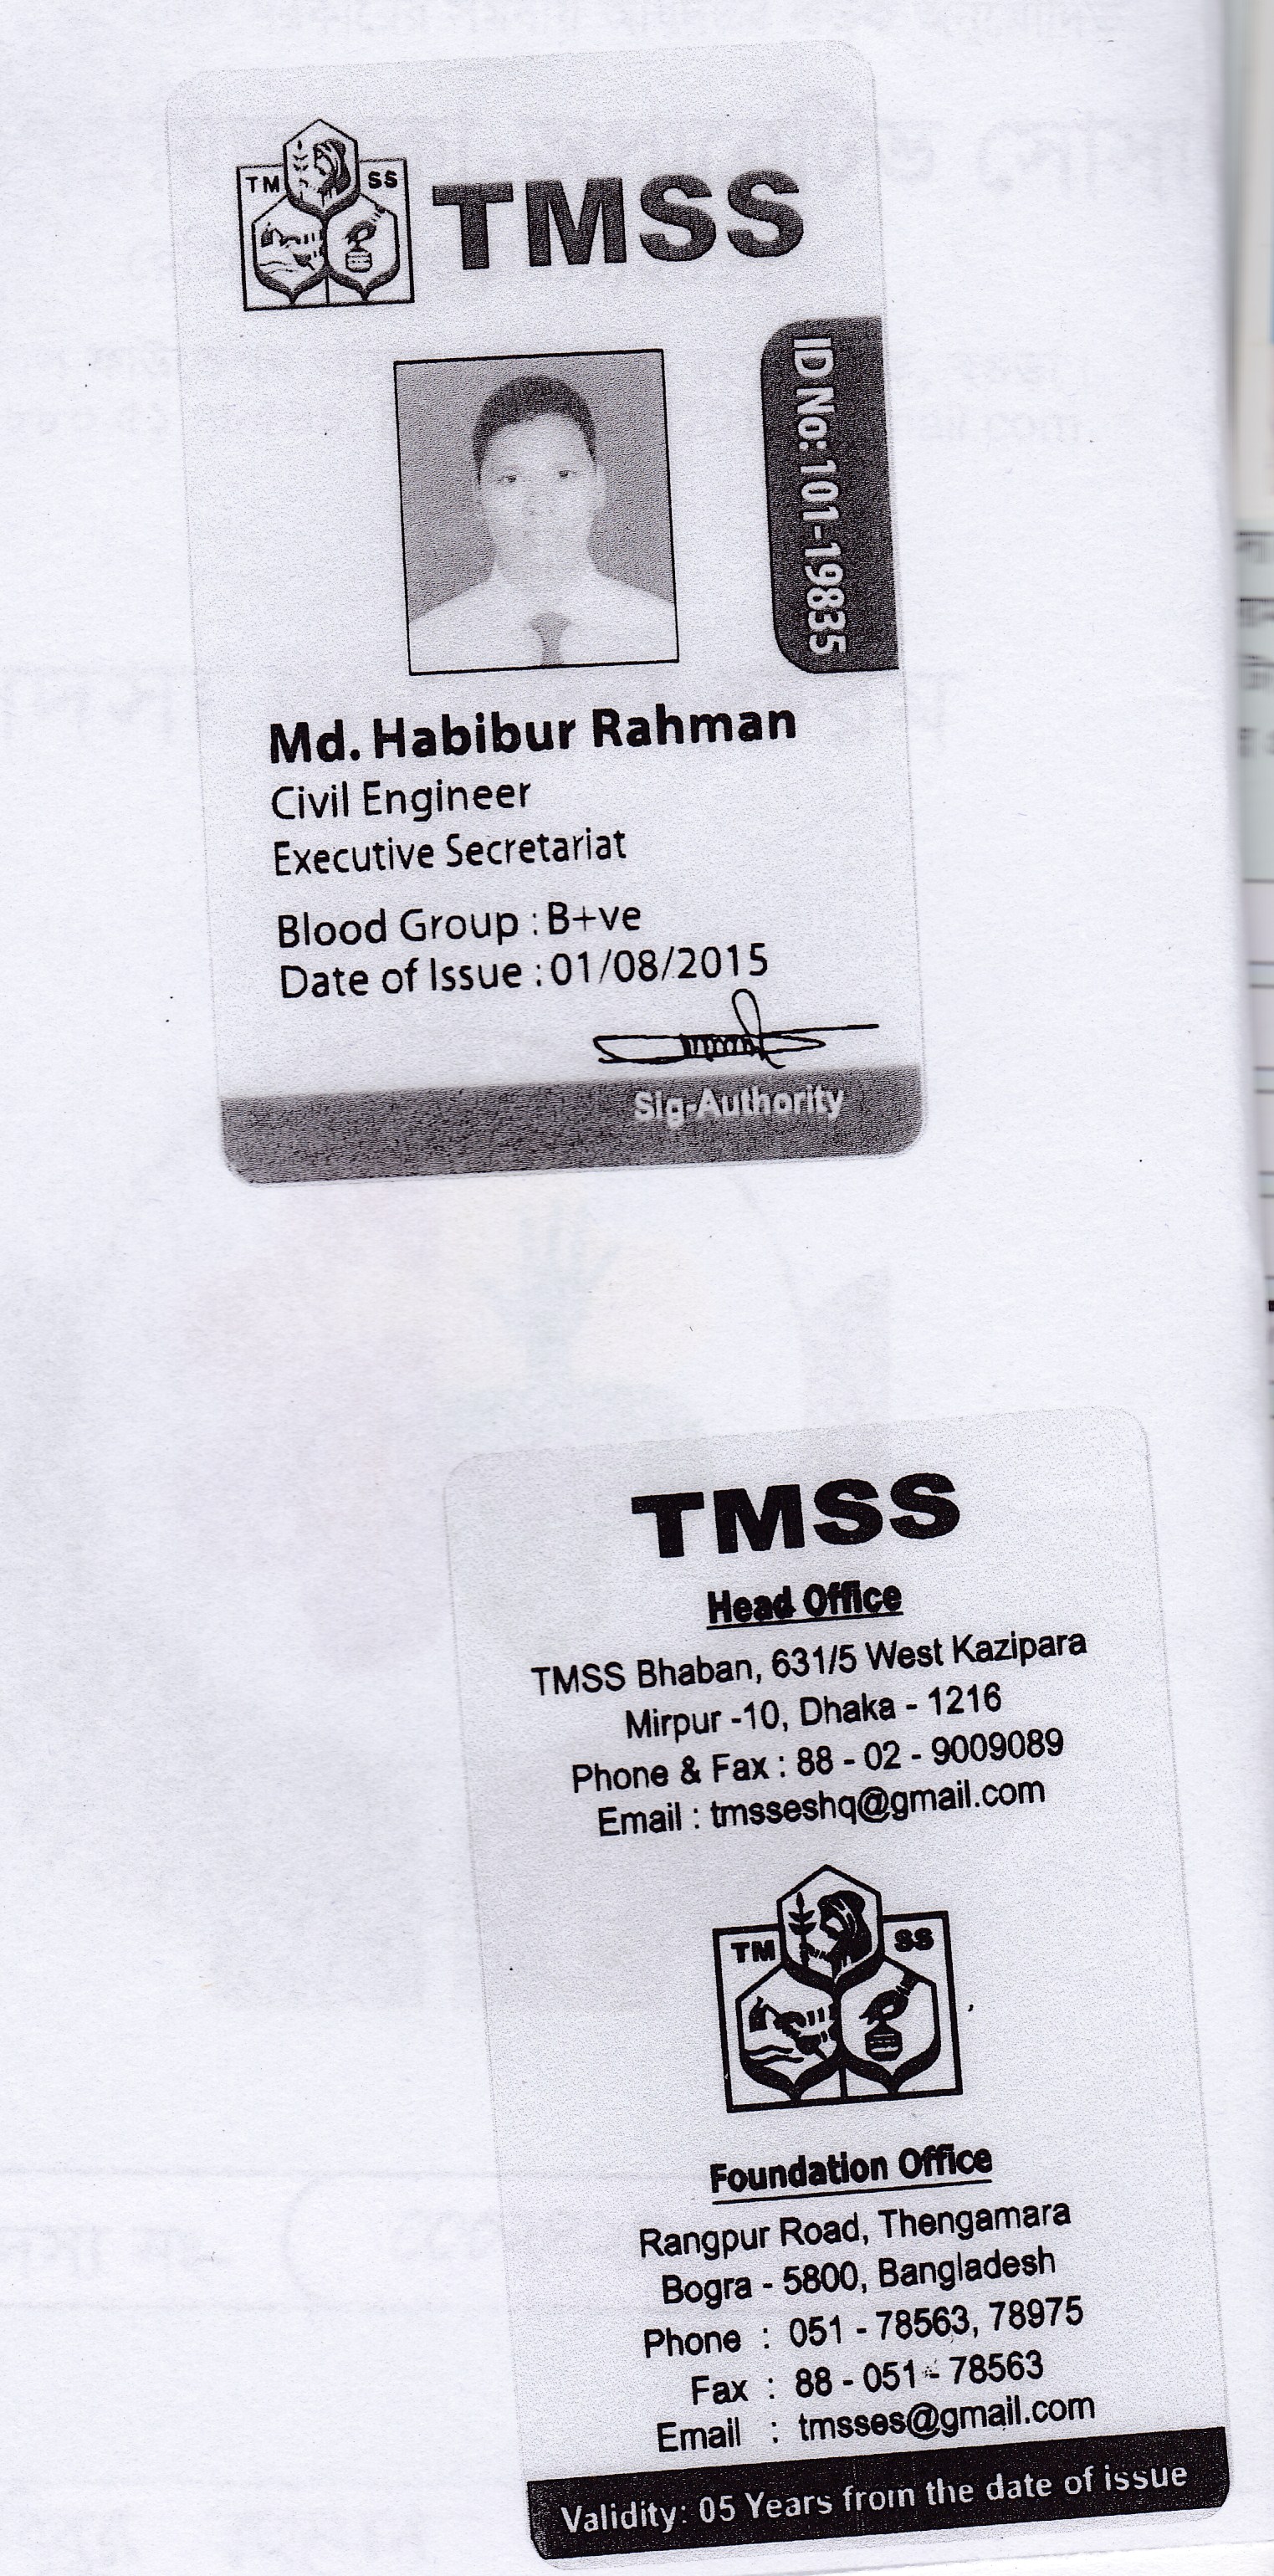 TM SS
TMSS
ID No: 101-19835
Md. Habibur Rahman
Civil Engineer
Executive Secretariat
Blood Group : B+ve
Date of Issue : 01/08/2015
Sig-Authority
TMSS
Head Office
TMSS Bhaban, 631/5 West Kazipara
Mirpur -10, Dhaka - 1216
Phone & Fax : 88 - 02 - 9009089
Email : tmsseshq@gmail.com
TM SS
Foundation Office
Rangpur Road, Thengamara
Bogra - 5800, Bangladesh
Phone : 051 - 78563, 78975
Fax : 88 - 051 - 78563
Email : tmsses@gmail.com
Validity: 05 Years from the date of issue